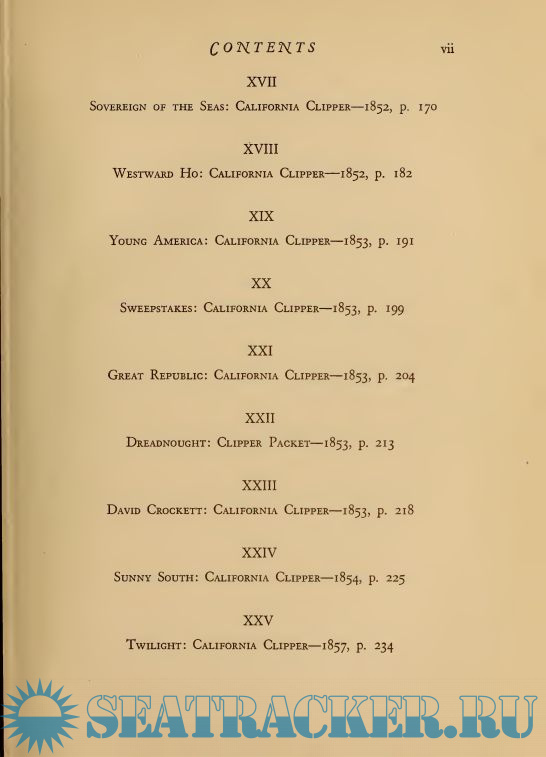 CONTENTS vii
XVII
Sovereign of the Seas: California Clipper—1852, p. 170
XVIII
Westward Ho: California Clipper—1852, p. 182
XIX
Young America: California Clipper—1853, p. 191
XX
Sweepstakes: California Clipper—1853, p. 199
XXI
Great Republic: California Clipper—1853, p. 204
XXII
Dreadnought: Clipper Packet—1853, p. 213
XXIII
David Crockett: California Clipper—1853, p. 218
XXIV
Sunny South: California Clipper—1854, p. 225
XXV
Twilight: California Clipper—1857, p. 234
SEATRACKER.RU